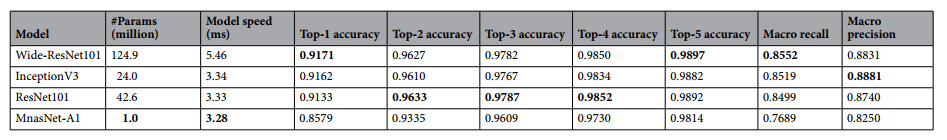 Model #Params (million) Model speed (ms) Top-1 accuracy Top-2 accuracy Top-3 accuracy Top-4 accuracy Top-5 accuracy Macro recall Macro precision
Wide-ResNet101 124.9 5.46 0.9171 0.9627 0.9782 0.9850 0.9897 0.8552 0.8831
InceptionV3 24.0 3.34 0.9162 0.9610 0.9767 0.9834 0.9882 0.8519 0.8881
ResNet101 42.6 3.33 0.9133 0.9633 0.9787 0.9852 0.9892 0.8499 0.8740
MnasNet-A1 1.0 3.28 0.8579 0.9335 0.9609 0.9730 0.9814 0.7689 0.8250